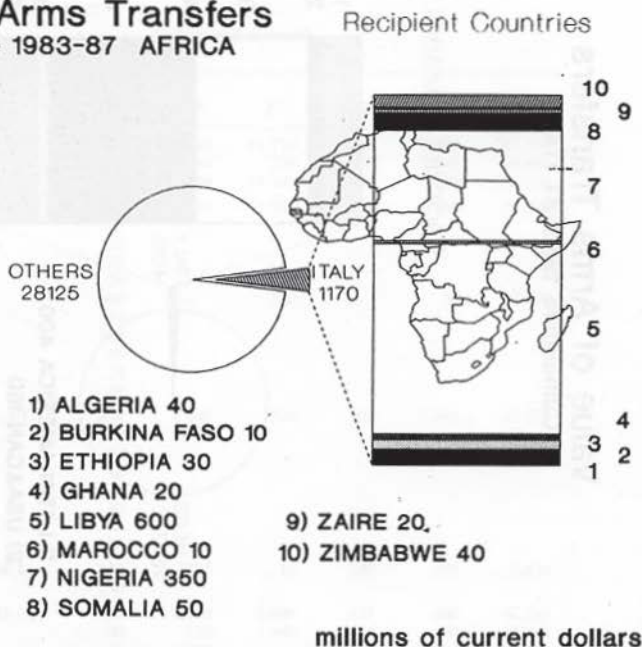 Arms Transfers
1983-87 AFRICA
Recipient Countries
10
9
8
7
6
5
4
3
2
1
OTHERS
28125
ITALY
1170
1) ALGERIA 40
2) BURKINA FASO 10
3) ETHIOPIA 30
4) GHANA 20
5) LIBYA 600
6) MAROCCO 10
7) NIGERIA 350
8) SOMALIA 50
9) ZAIRE 20
10) ZIMBABWE 40
millions of current dollars